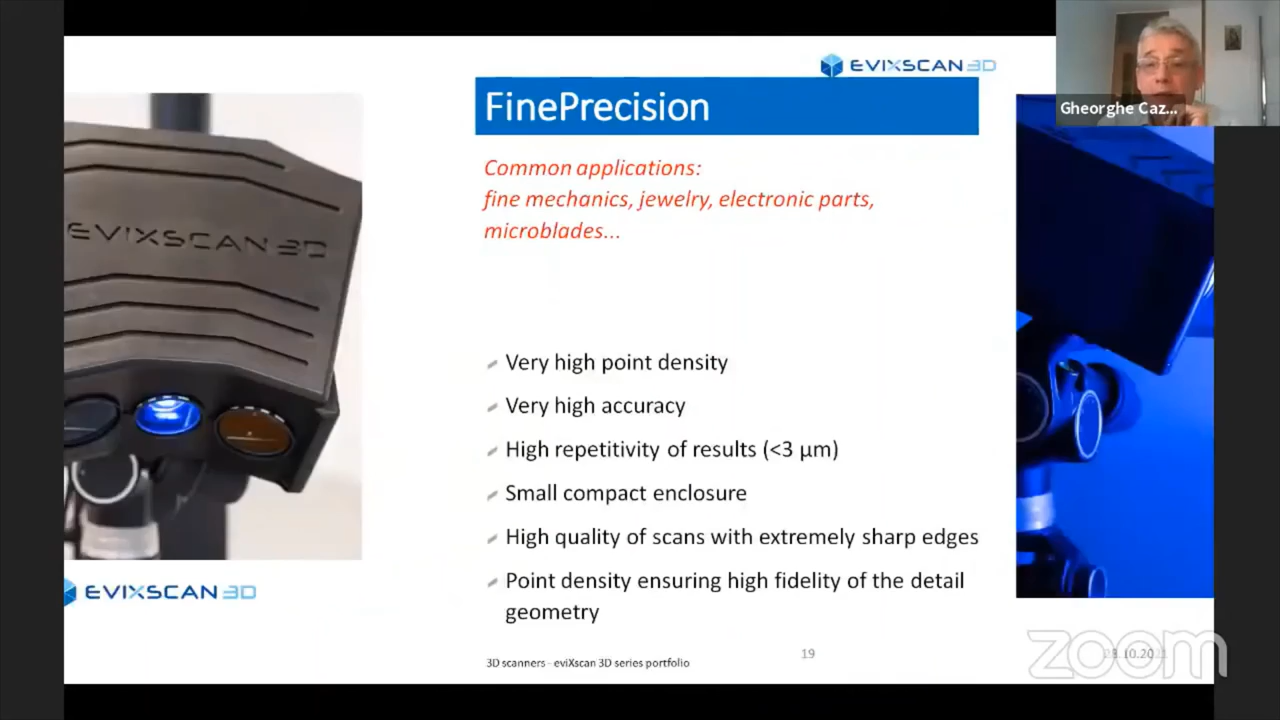 EVIXSCAN 3D
FinePrecision
Gheorghe Caz...
Common applications:
fine mechanics, jewelry, electronic parts,
microblades...
EVIXSCAN 3D
Very high point density
Very high accuracy
High repetitivity of results (<3 µm)
Small compact enclosure
High quality of scans with extremely sharp edges
Point density ensuring high fidelity of the detail
geometry
EVIXSCAN 3D
3D scanners - eviXscan 3D series portfolio
19
zoom